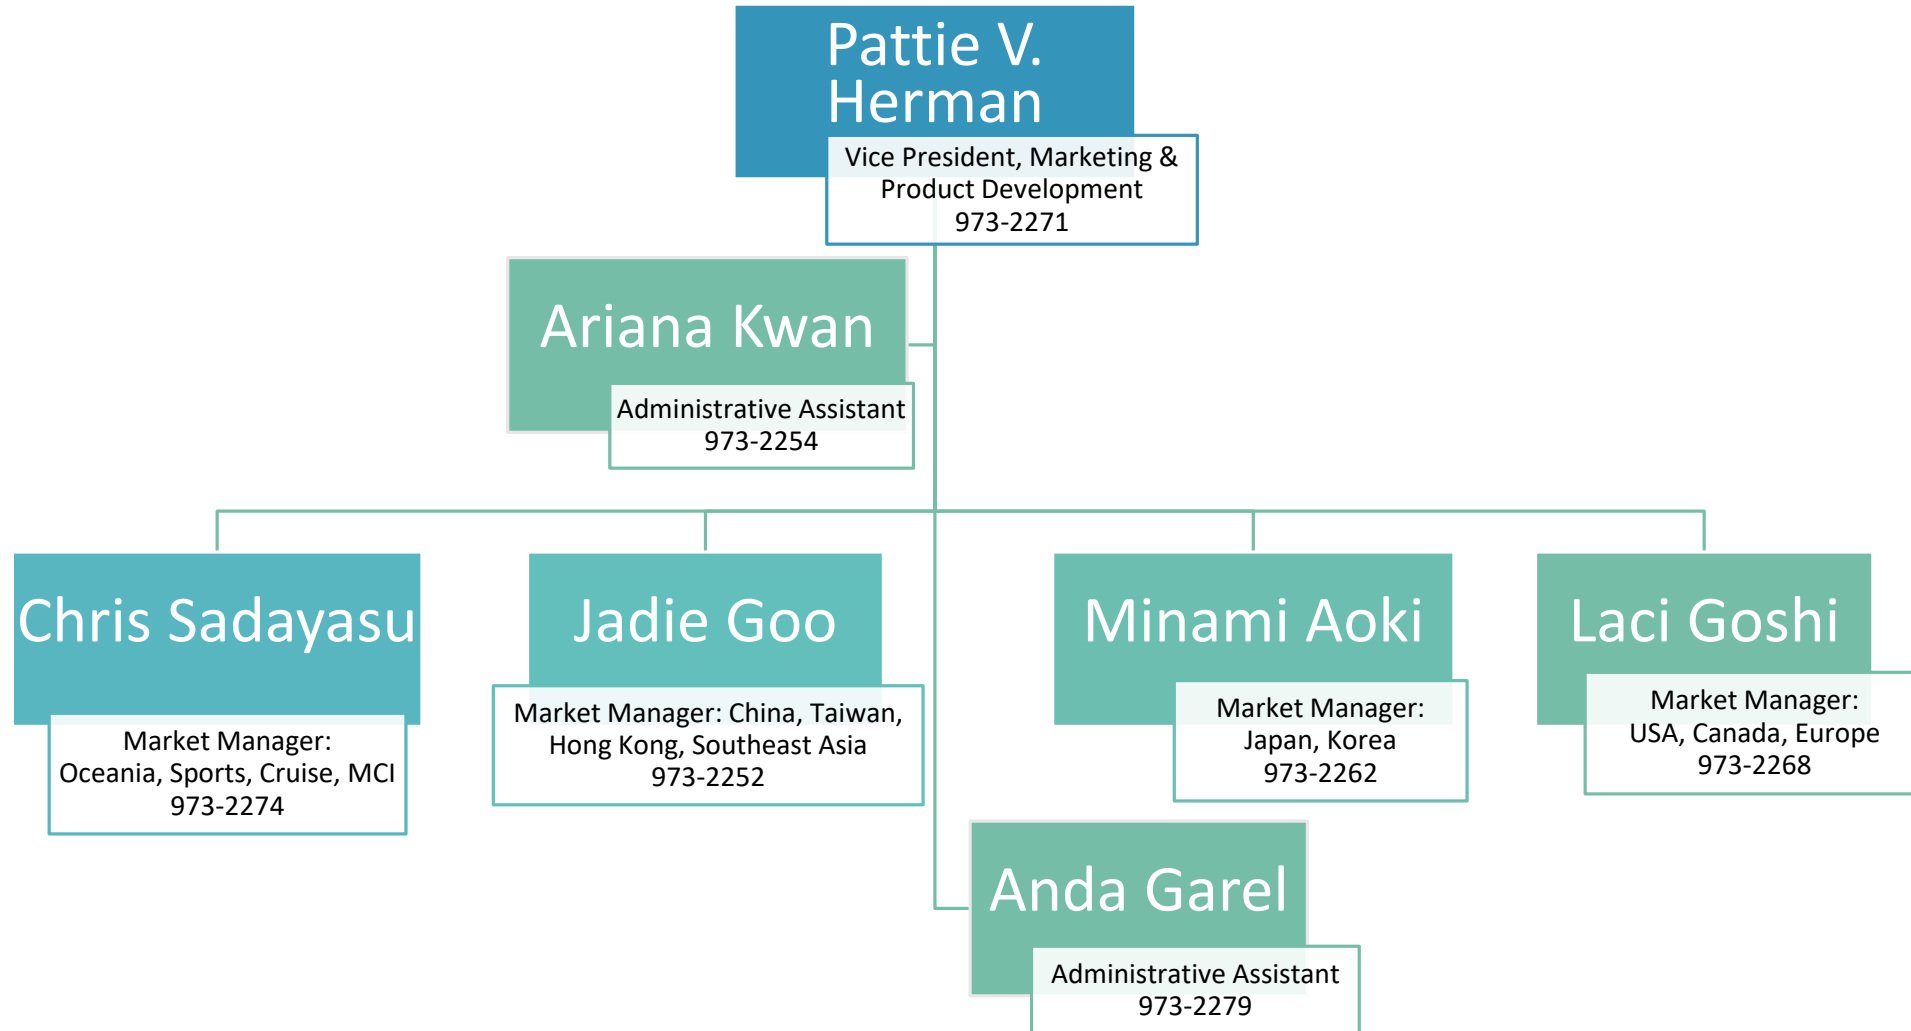 Pattie V.
Herman
Vice President, Marketing &
Product Development
973-2271
Ariana Kwan
Administrative Assistant
973-2254
Chris Sadayasu
Market Manager:
Oceania, Sports, Cruise, MCI
973-2274
Jadie Goo
Market Manager: China, Taiwan,
Hong Kong, Southeast Asia
973-2252
Minami Aoki
Market Manager:
Japan, Korea
973-2262
Laci Goshi
Market Manager:
USA, Canada, Europe
973-2268
Anda Garel
Administrative Assistant
973-2279